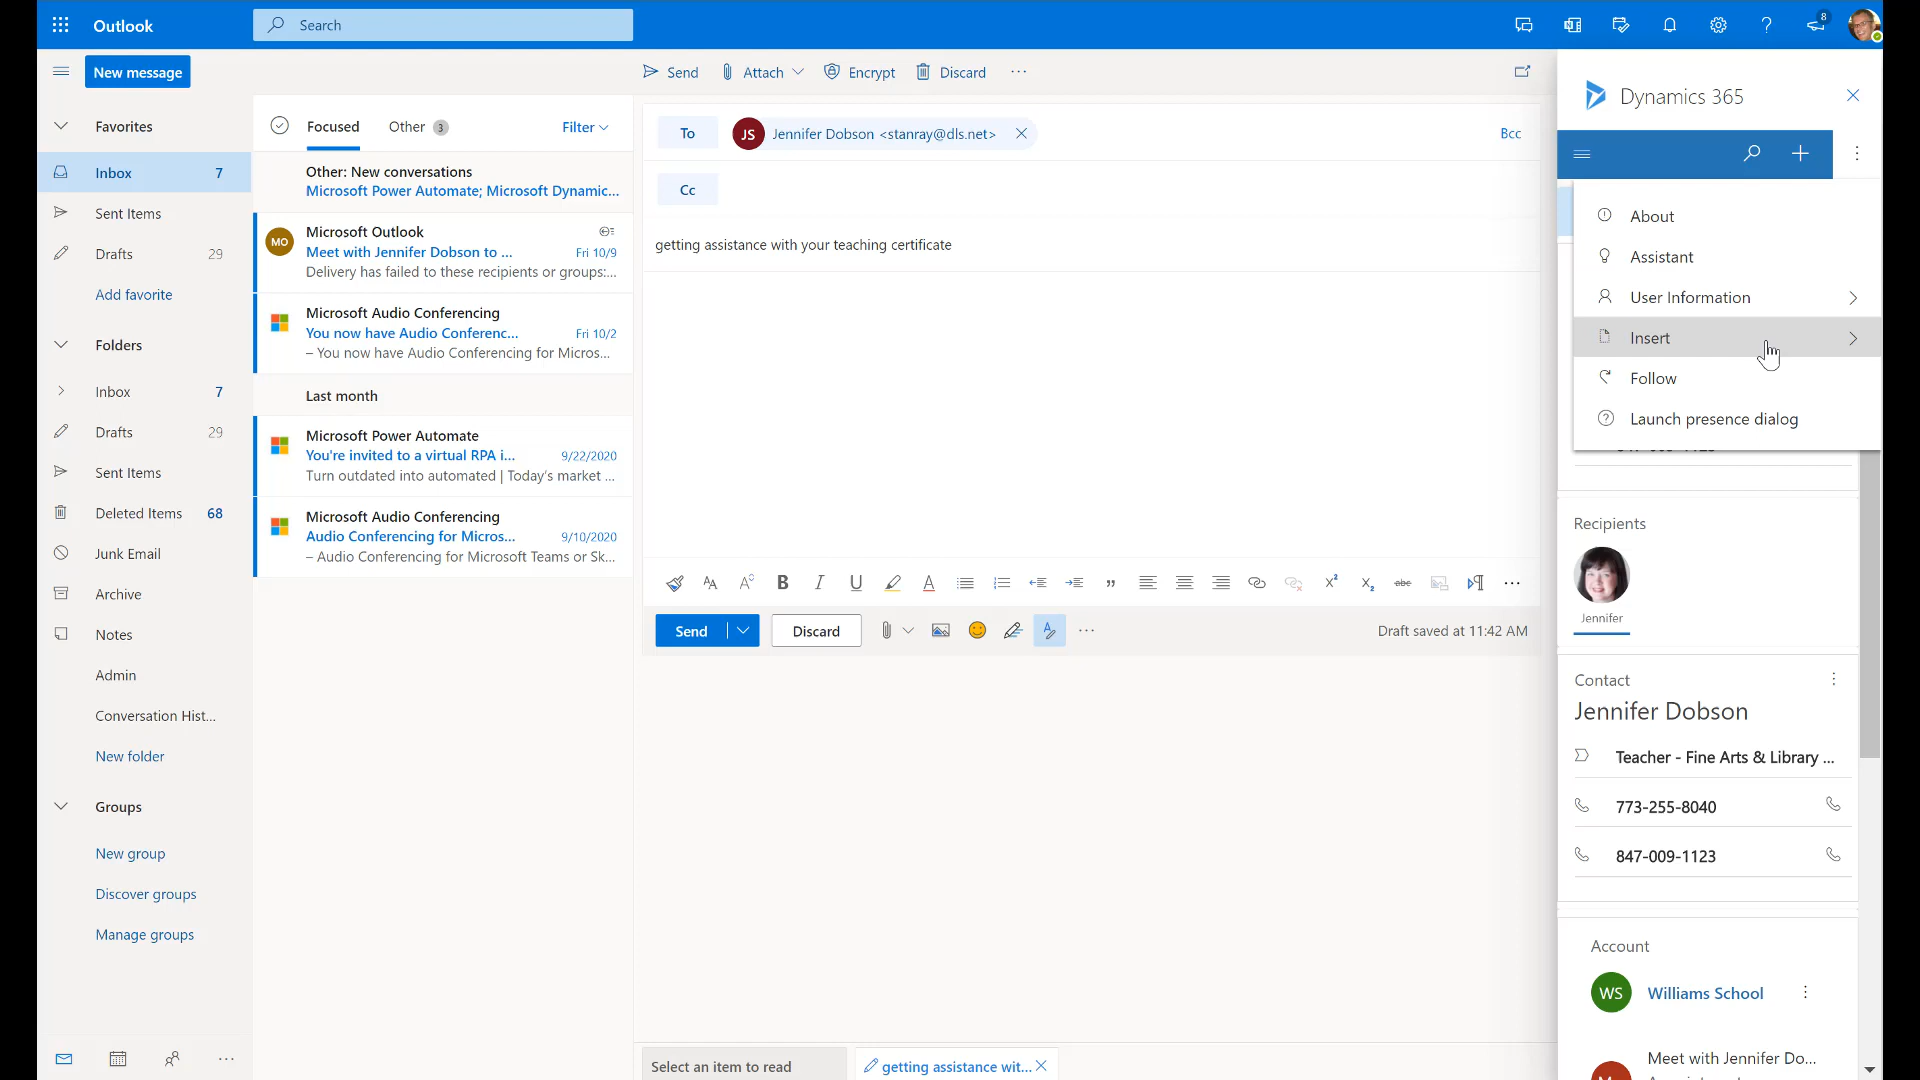 Outlook
Search
8
New message
Send
Attach
Encrypt
Discard
Favorites
Inbox 7
Sent Items
Drafts 29
Add favorite
Folders
Inbox 7
Drafts 29
Sent Items
Deleted Items 68
Junk Email
Archive
Notes
Admin
Conversation Hist...
New folder
Groups
New group
Discover groups
Manage groups
Focused
Other 3
Filter
Other: New conversations
Microsoft Power Automate; Microsoft Dynamic...
MO
Microsoft Outlook
Meet with Jennifer Dobson to ... Fri 10/9
Delivery has failed to these recipients or groups:...
Microsoft Audio Conferencing
You now have Audio Conferenc... Fri 10/2
– You now have Audio Conferencing for Micros...
Last month
Microsoft Power Automate
You're invited to a virtual RPA i... 9/22/2020
Turn outdated into automated | Today's market ...
Microsoft Audio Conferencing
Audio Conferencing for Micros... 9/10/2020
– Audio Conferencing for Microsoft Teams or Sk...
To
JS
Jennifer Dobson <stanray@dls.net>
Bcc
Cc
getting assistance with your teaching certificate
Send
Discard
Draft saved at 11:42 AM
Select an item to read
getting assistance wit...
Dynamics 365
About
Assistant
User Information
Insert
Follow
Launch presence dialog
Recipients
Jennifer
Contact
Jennifer Dobson
Teacher - Fine Arts & Library ...
773-255-8040
847-009-1123
Account
WS
Williams School
Meet with Jennifer Do...